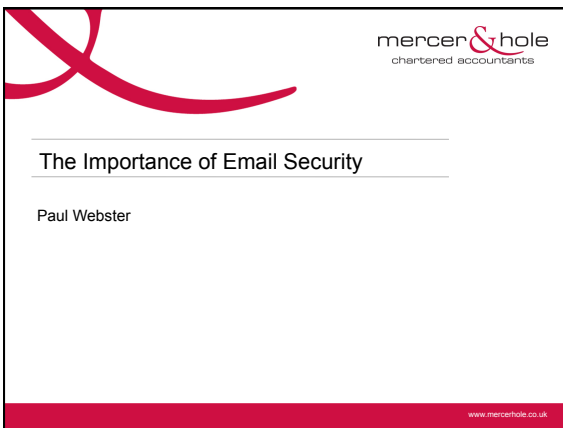 mercer&hole
chartered accountants
The Importance of Email Security
Paul Webster
www.mercerhole.co.uk